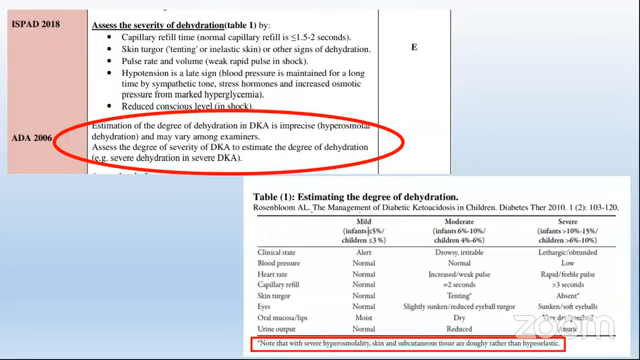 ISPAD 2018
Assess the severity of dehydration (table 1) by:
• Capillary refill time (normal capillary refill is ≤1.5-2 seconds).
• Skin turgor ('tenting' or inelastic skin) or other signs of dehydration.
• Pulse rate and volume (weak rapid pulse in shock).
• Hypotension is a late sign (blood pressure is maintained for a long
time by sympathetic tone, stress hormones and increased osmotic
pressure from marked hyperglycemia).
• Reduced conscious level (in shock).
E
ADA 2006
Estimation of the degree of dehydration in DKA is imprecise (hyperosmolar
dehydration) and may vary among examiners.
Assess the degree of severity of DKA to estimate the degree of dehydration
(e.g. severe dehydration in severe DKA).
Table (1): Estimating the degree of dehydration.
Rosenbloom AL. The Management of Diabetic Ketoacidosis in Children. Diabetes Ther 2010. 1 (2): 103-120.
Mild Moderate Severe
(infants ≤5%/ (infants 6%-10%/ (infants >10%-15%/
children ≤3 %) children 4%-6%) children >6%-10%)
Clinical state Alert Drowsy, irritable Lethargic/obtunded
Blood pressure Normal Normal Low
Heart rate Normal Increased/weak pulse Rapid/feeble pulse
Capillary refill Normal ≈2 seconds >3 seconds
Skin turgor Normal Tenting* Absent*
Eyes Normal Slightly sunken/reduced eyeball turgor Sunken/soft eyeballs
Oral mucosa/lips Moist Dry Very dry/parched
Urine output Normal Reduced Anuric
*Note that with severe hyperosmolality, skin and subcutaneous tissue are doughy rather than hypoelastic.
zoom